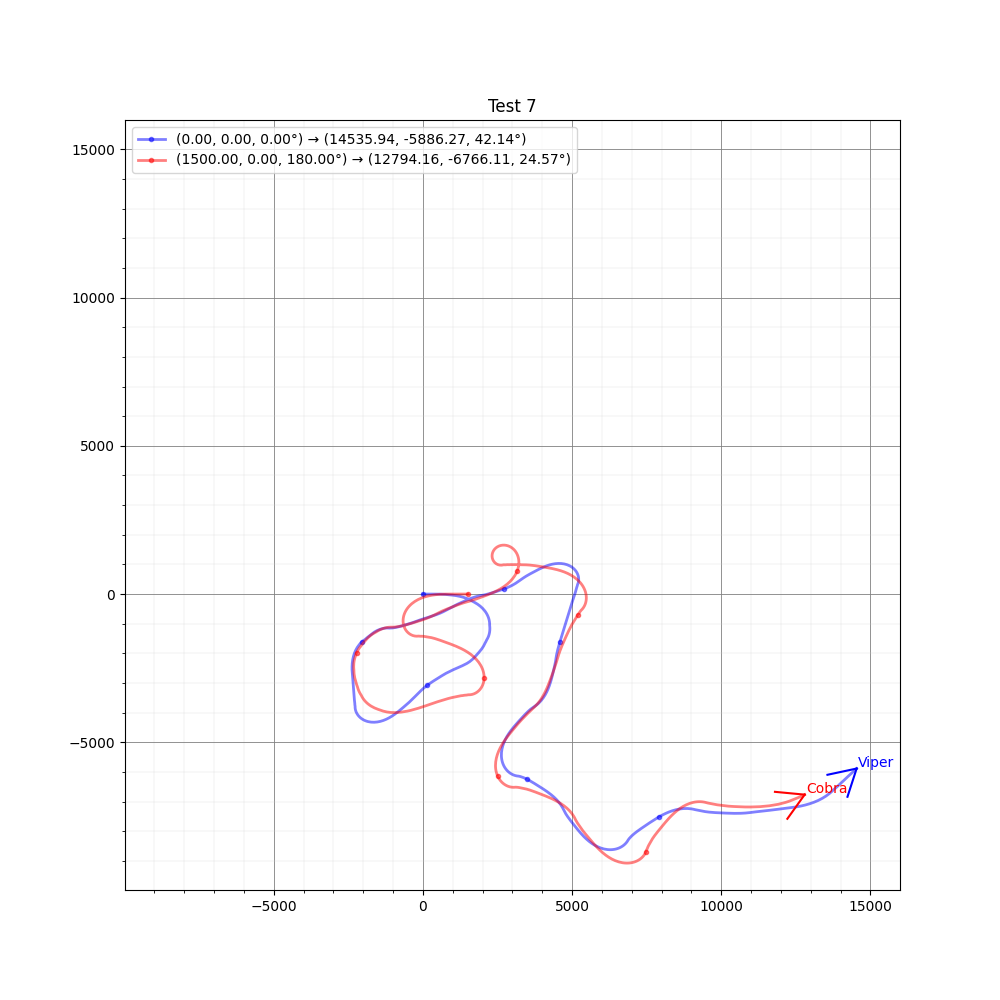 Test 7
(0.00, 0.00, 0.00°) → (14535.94, -5886.27, 42.14°)
(1500.00, 0.00, 180.00°) → (12794.16, -6766.11, 24.57°)
15000
10000
5000
0
−5000
Viper
Cobra
−5000
0
5000
10000
15000